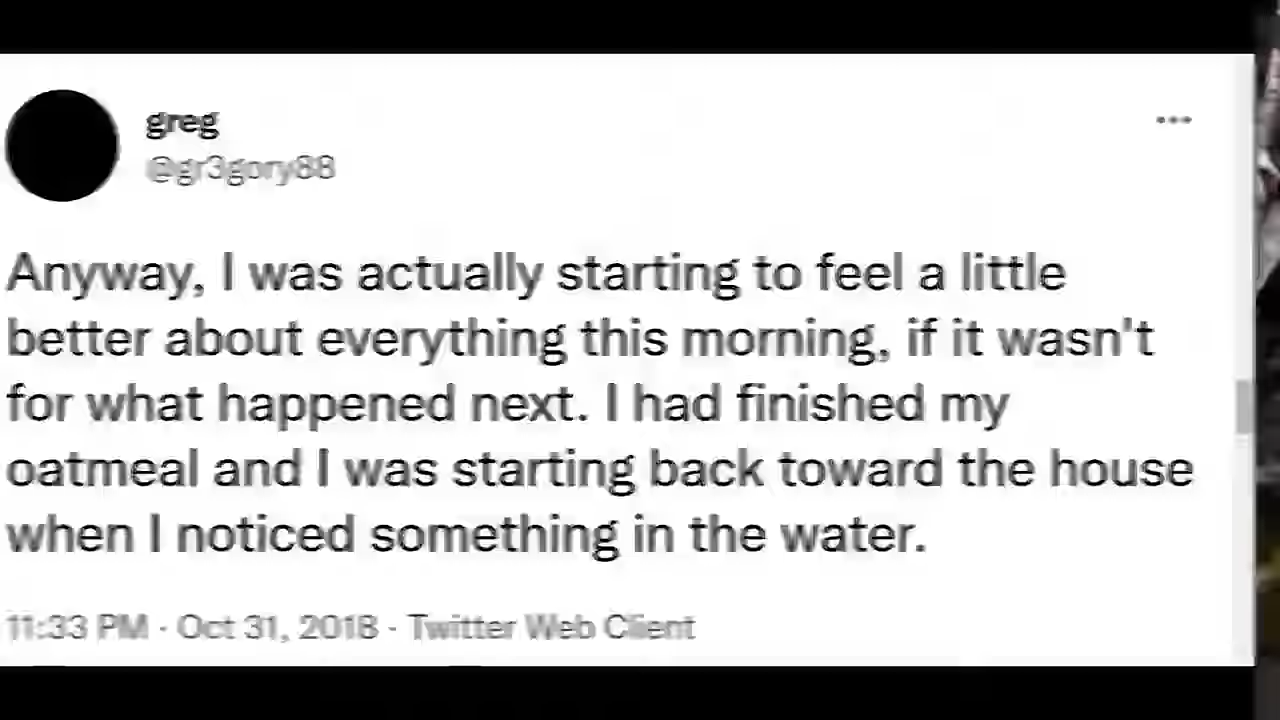 greg
@gr3gory88
Anyway, I was actually starting to feel a little
better about everything this morning, if it wasn't
for what happened next. I had finished my
oatmeal and I was starting back toward the house
when I noticed something in the water.
11:33 PM · Oct 31, 2018 · Twitter Web Client